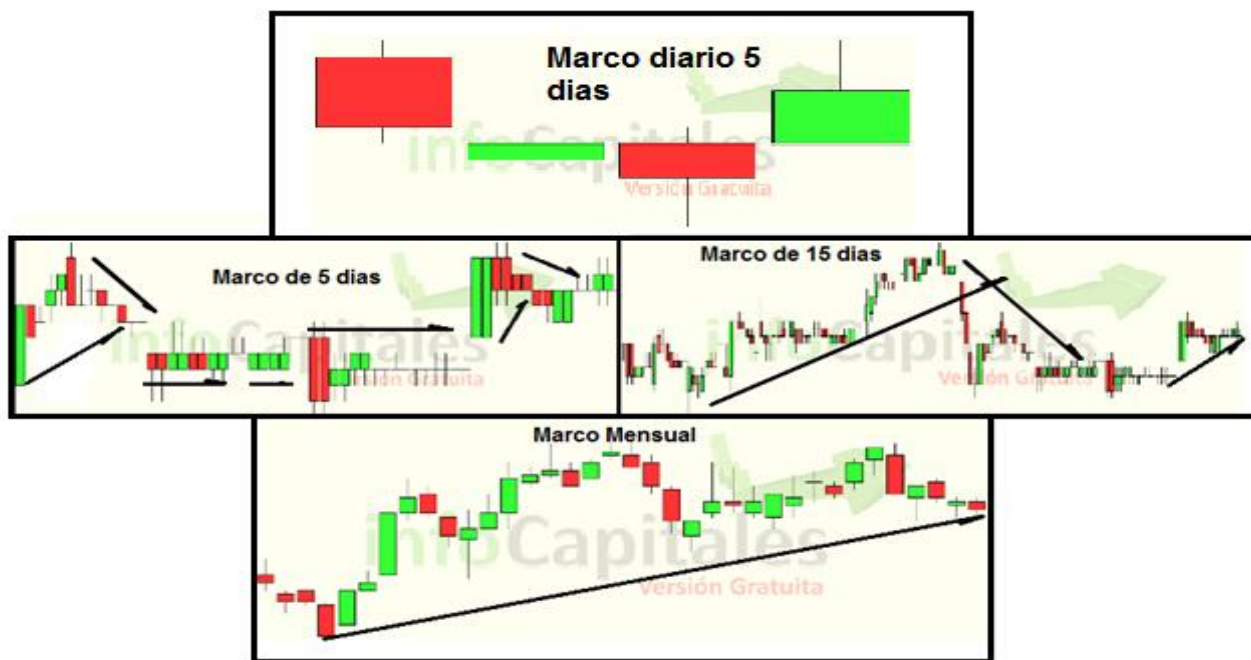 Marco diario 5
dias
infoCapitales
Versión Gratuita
Marco de 5 dias
infoCapitales
Versión Gratuita
Marco de 15 dias
infoCapitales
Versión Gratuita
Marco Mensual
infoCapitales
Versión Gratuita